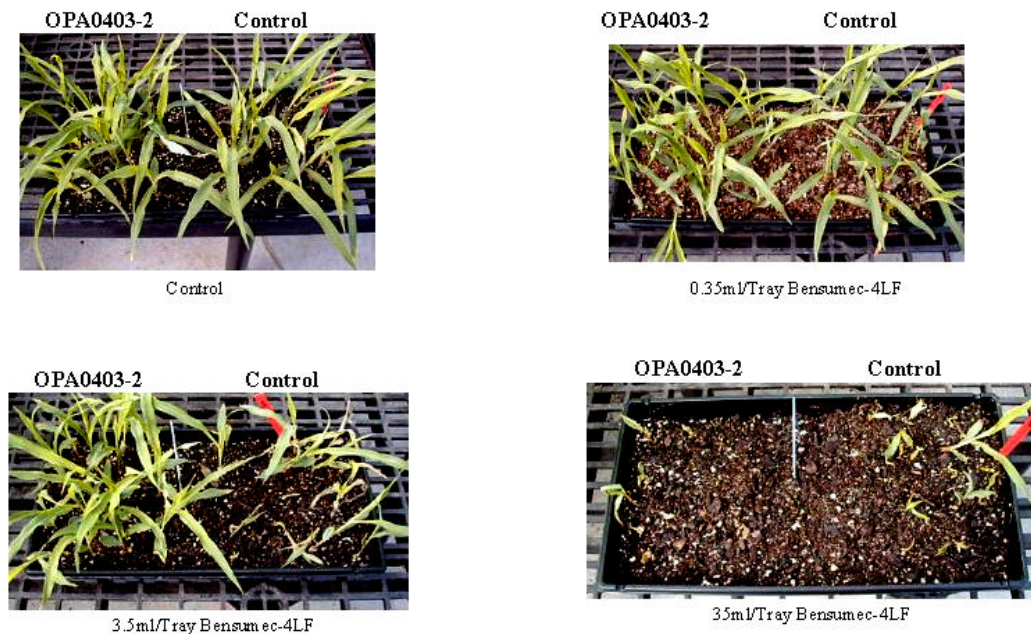 OPA0403-2 Control
OPA0403-2 Control
Control
0.35ml/Tray Bensumec-4LF
OPA0403-2 Control
OPA0403-2 Control
3.5ml/Tray Bensumec-4LF
35ml/Tray Bensumec-4LF